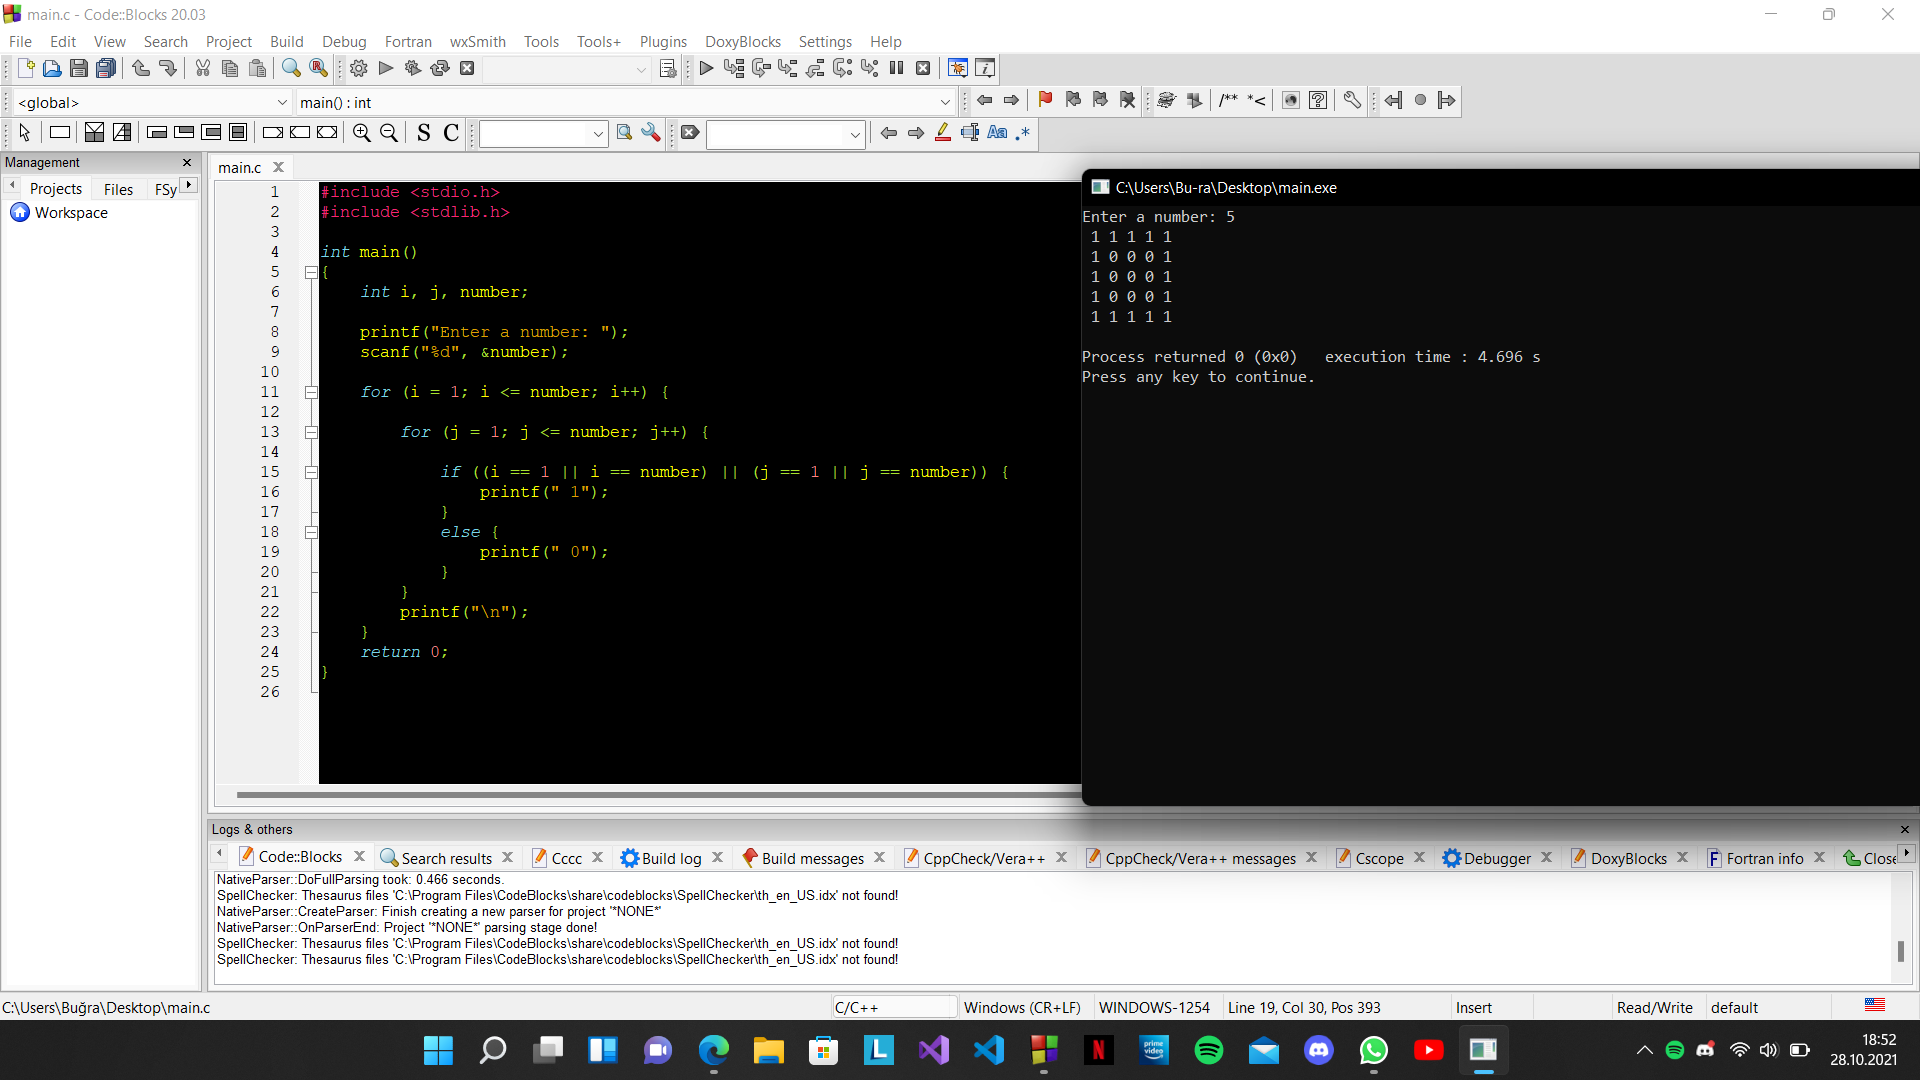 main.c - Code::Blocks 20.03
File Edit View Search Project Build Debug Fortran wxSmith Tools Tools+ Plugins DoxyBlocks Settings Help
<global> main() : int /** *<
S C Aa .*
Management
Projects Files FSy
Workspace
main.c
1 #include <stdio.h>
2 #include <stdlib.h>
3
4 int main()
5 {
6     int i, j, number;
7
8     printf("Enter a number: ");
9     scanf("%d", &number);
10
11     for (i = 1; i <= number; i++) {
12
13         for (j = 1; j <= number; j++) {
14
15             if ((i == 1 || i == number) || (j == 1 || j == number)) {
16                 printf(" 1");
17             }
18             else {
19                 printf(" 0");
20             }
21         }
22         printf("\n");
23     }
24     return 0;
25 }
26
C:\Users\Bu-ra\Desktop\main.exe
Enter a number: 5
1 1 1 1 1
1 0 0 0 1
1 0 0 0 1
1 0 0 0 1
1 1 1 1 1
Process returned 0 (0x0)   execution time : 4.696 s
Press any key to continue.
Logs & others
Code::Blocks Search results Cccc Build log Build messages CppCheck/Vera++ CppCheck/Vera++ messages Cscope Debugger DoxyBlocks Fortran info Close
NativeParser::DoFullParsing took: 0.466 seconds.
SpellChecker: Thesaurus files 'C:\Program Files\CodeBlocks\share\codeblocks\SpellChecker\th_en_US.idx' not found!
NativeParser::CreateParser: Finish creating a new parser for project '*NONE*'
NativeParser::OnParserEnd: Project '*NONE*' parsing stage done!
SpellChecker: Thesaurus files 'C:\Program Files\CodeBlocks\share\codeblocks\SpellChecker\th_en_US.idx' not found!
SpellChecker: Thesaurus files 'C:\Program Files\CodeBlocks\share\codeblocks\SpellChecker\th_en_US.idx' not found!
C:\Users\Buğra\Desktop\main.c C/C++ Windows (CR+LF) WINDOWS-1254 Line 19, Col 30, Pos 393 Insert Read/Write default
L N prime video
18:52
28.10.2021